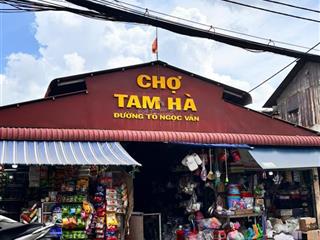 CHỢ
TAM HÀ
ĐƯỜNG TÔ NGỌC VÂN